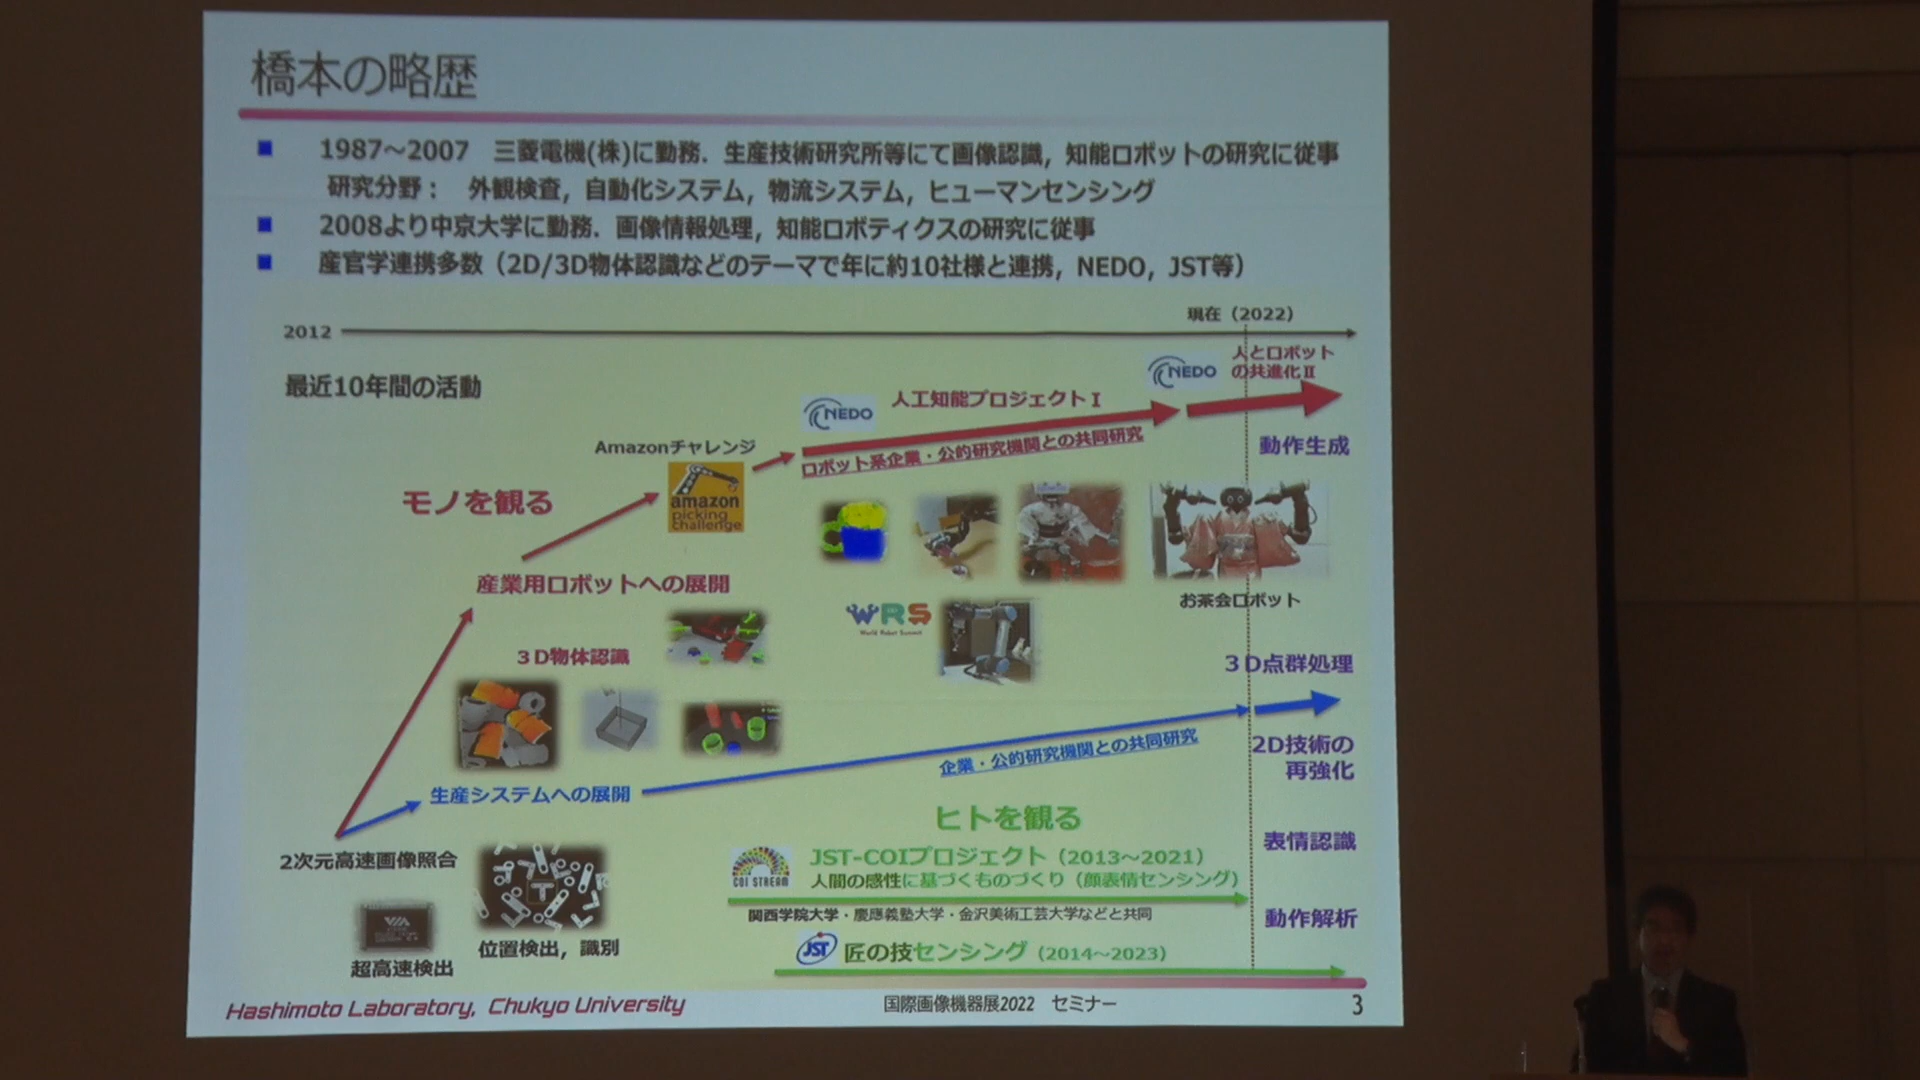 橋本の略歴
1987～2007 三菱電機(株)に勤務．生産技術研究所等にて画像認識，知能ロボットの研究に従事
研究分野： 外観検査，自動化システム，物流システム，ヒューマンセンシング
2008より中京大学に勤務．画像情報処理，知能ロボティクスの研究に従事
産官学連携多数（2D/3D物体認識などのテーマで年に約10社様と連携，NEDO，JST等）
現在（2022）
2012
最近10年間の活動
NEDO
人とロボット
の共進化Ⅱ
NEDO
人工知能プロジェクトⅠ
ロボット系企業・公的研究機関との共同研究
動作生成
Amazonチャレンジ
amazon
picking
challenge
モノを観る
産業用ロボットへの展開
お茶会ロボット
WRS
World Robot Summit
３D物体認識
３D点群処理
企業・公的研究機関との共同研究
2D技術の
再強化
生産システムへの展開
ヒトを観る
表情認識
2次元高速画像照合
COI STREAM
JST-COIプロジェクト（2013～2021）
人間の感性に基づくものづくり（顔表情センシング）
関西学院大学・慶應義塾大学・金沢美術工芸大学などと共同
動作解析
VIA
位置検出，識別
超高速検出
JST
匠の技センシング（2014～2023）
Hashimoto Laboratory, Chukyo University
国際画像機器展2022 セミナー
3